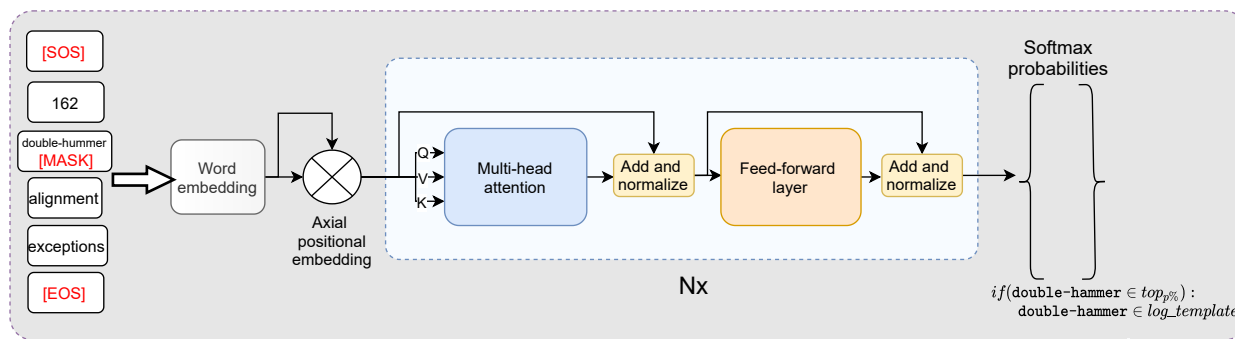 [SOS]
162
double-hummer
[MASK]
alignment
exceptions
[EOS]
Word
embedding
Axial
positional
embedding
Q
V
K
Multi-head
attention
Add and
normalize
Feed-forward
layer
Add and
normalize
Nx
Softmax
probabilities
if(double-hammer ∈ top_{p%}) :
double-hammer ∈ log_template